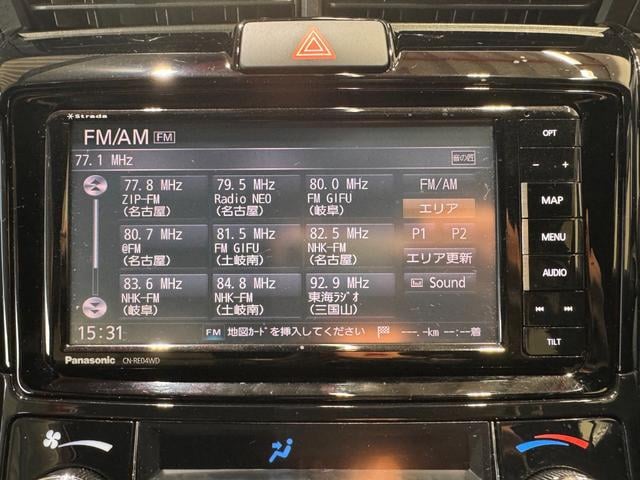 Strada
FM/AM FM
77.1 MHz 音の匠
77.8 MHz
ZIP-FM
(名古屋)
79.5 MHz
Radio NEO
(名古屋)
80.0 MHz
FM GIFU
(岐阜)
FM/AM
エリア
80.7 MHz
@FM
(名古屋)
81.5 MHz
FM GIFU
(土岐南)
82.5 MHz
NHK-FM
(名古屋)
P1 P2
エリア更新
83.6 MHz
NHK-FM
(岐阜)
84.8 MHz
NHK-FM
(土岐南)
92.9 MHz
東海ﾗｼﾞｵ
(三国山)
Sound
15:31 FM 地図ｶｰﾄﾞを挿入してください ---.-km --:--着
Panasonic CN-RE04WD
OPT
− +
MAP
MENU
AUDIO
TILT